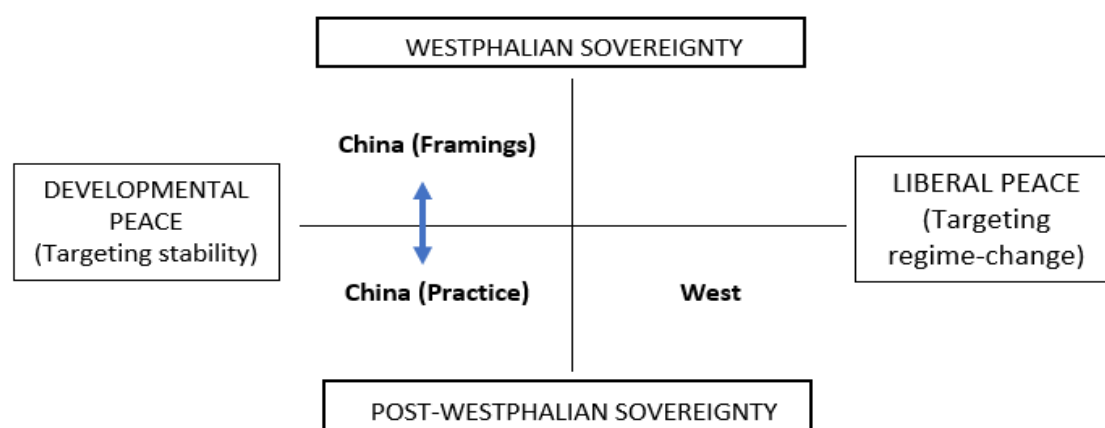 WESTPHALIAN SOVEREIGNTY
China (Framings)
DEVELOPMENTAL
PEACE
(Targeting stability)
LIBERAL PEACE
(Targeting
regime-change)
China (Practice)
West
POST-WESTPHALIAN SOVEREIGNTY